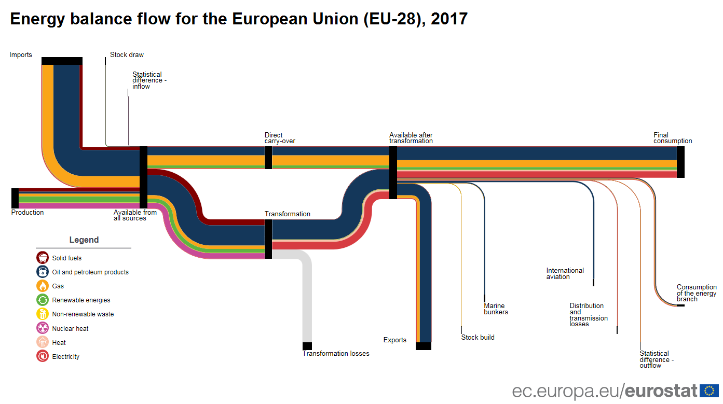 Energy balance flow for the European Union (EU-28), 2017
Imports
Stock draw
Statistical
difference -
inflow
Direct
carry-over
Available after
transformation
Final
consumption
Production
Available from
all sources
Transformation
Legend
Solid fuels
Oil and petroleum products
Gas
Renewable energies
Non-renewable waste
Nuclear heat
Heat
Electricity
Transformation losses
Exports
Stock build
Marine
bunkers
International
aviation
Distribution
and
transmission
losses
Statistical
difference -
outflow
Consumption
of the energy
branch
ec.europa.eu/eurostat